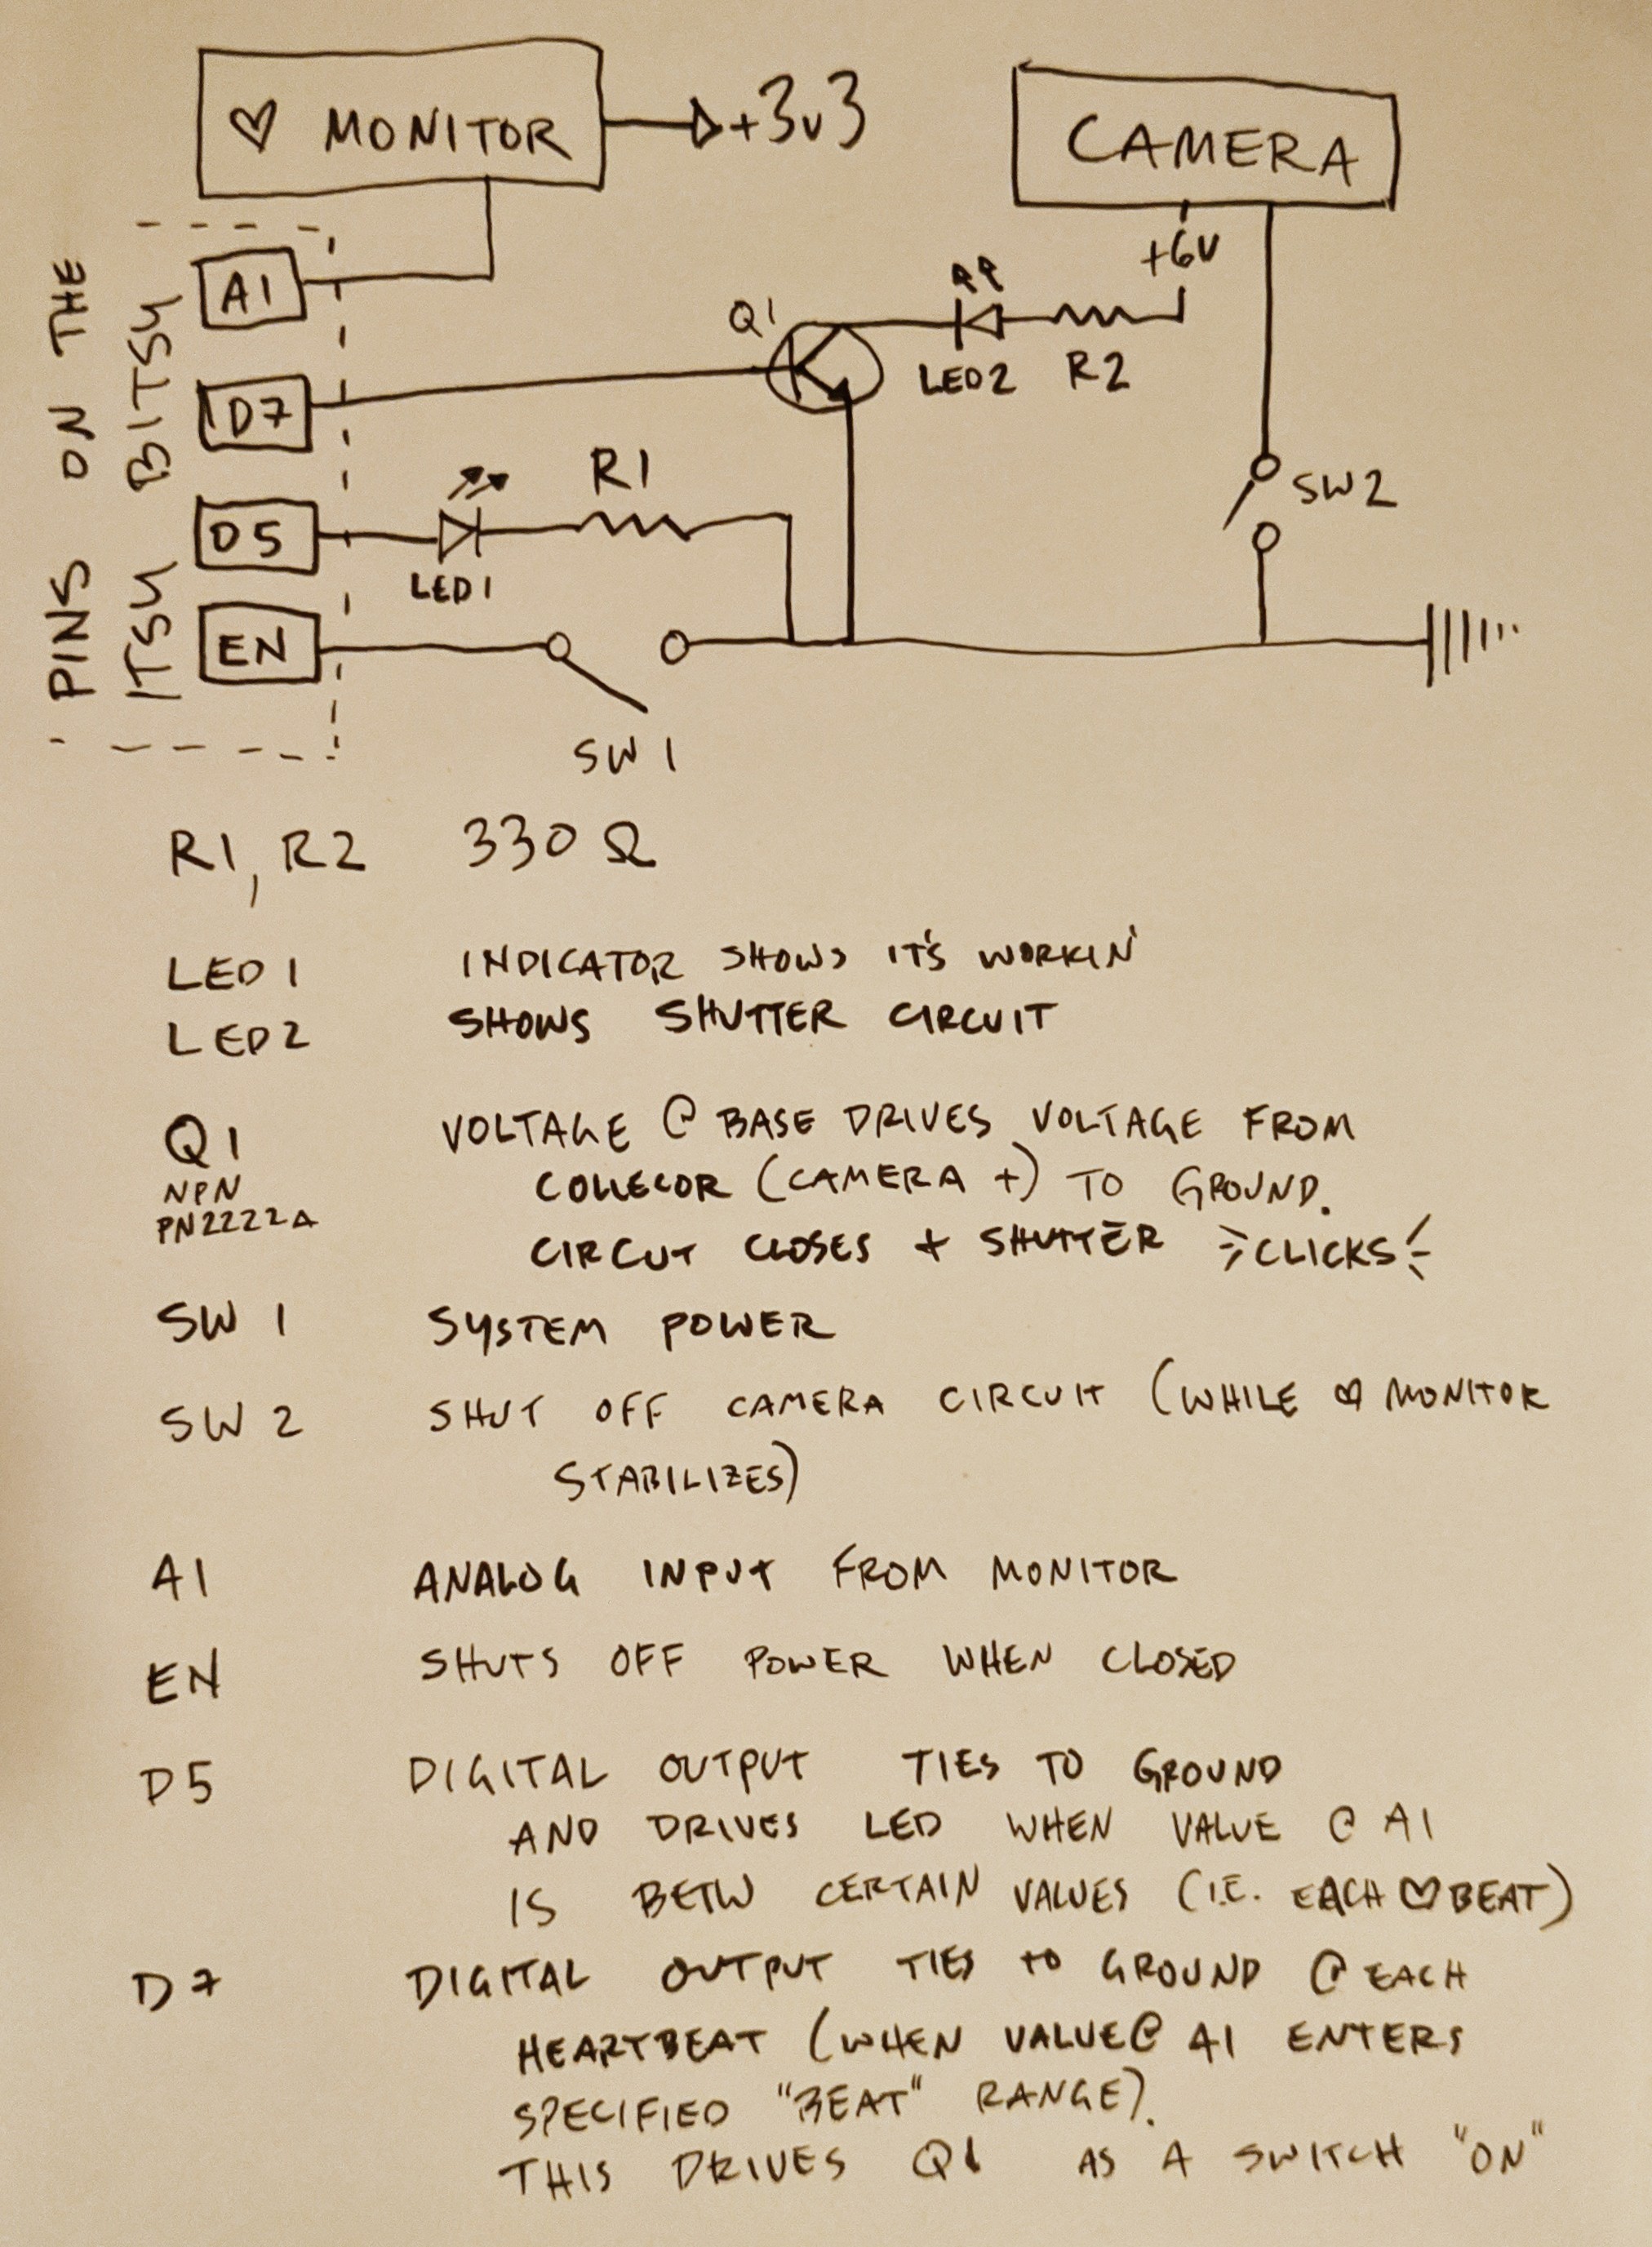 ♡ MONITOR
+3v3
CAMERA
+6V
PINS ON THE
ITSY BITSY
A1
D7
D5
EN
Q1
LED2
R2
R1
LED1
SW2
SW1
R1, R2 330 Ω
LED1 INDICATOR SHOWS IT'S WORKIN'
LED2 SHOWS SHUTTER CIRCUIT
Q1 VOLTAGE @ BASE DRIVES VOLTAGE FROM
NPN COLLECOR (CAMERA +) TO GROUND.
PN2222A
CIRCUT CLOSES + SHUTTER CLICKS
SW 1 SYSTEM POWER
SW 2 SHUT OFF CAMERA CIRCUIT (WHILE ♡ MONITOR
STABILIZES)
A1 ANALOG INPUT FROM MONITOR
EN SHUTS OFF POWER WHEN CLOSED
D5 DIGITAL OUTPUT TIES TO GROUND
AND DRIVES LED WHEN VALUE @ A1
IS BETW CERTAIN VALUES (I.E. EACH ♡ BEAT)
D7 DIGITAL OUTPUT TIES TO GROUND @ EACH
HEARTBEAT (WHEN VALUE @ A1 ENTERS
SPECIFIED "BEAT" RANGE).
THIS DRIVES Q1 AS A SWITCH "ON"